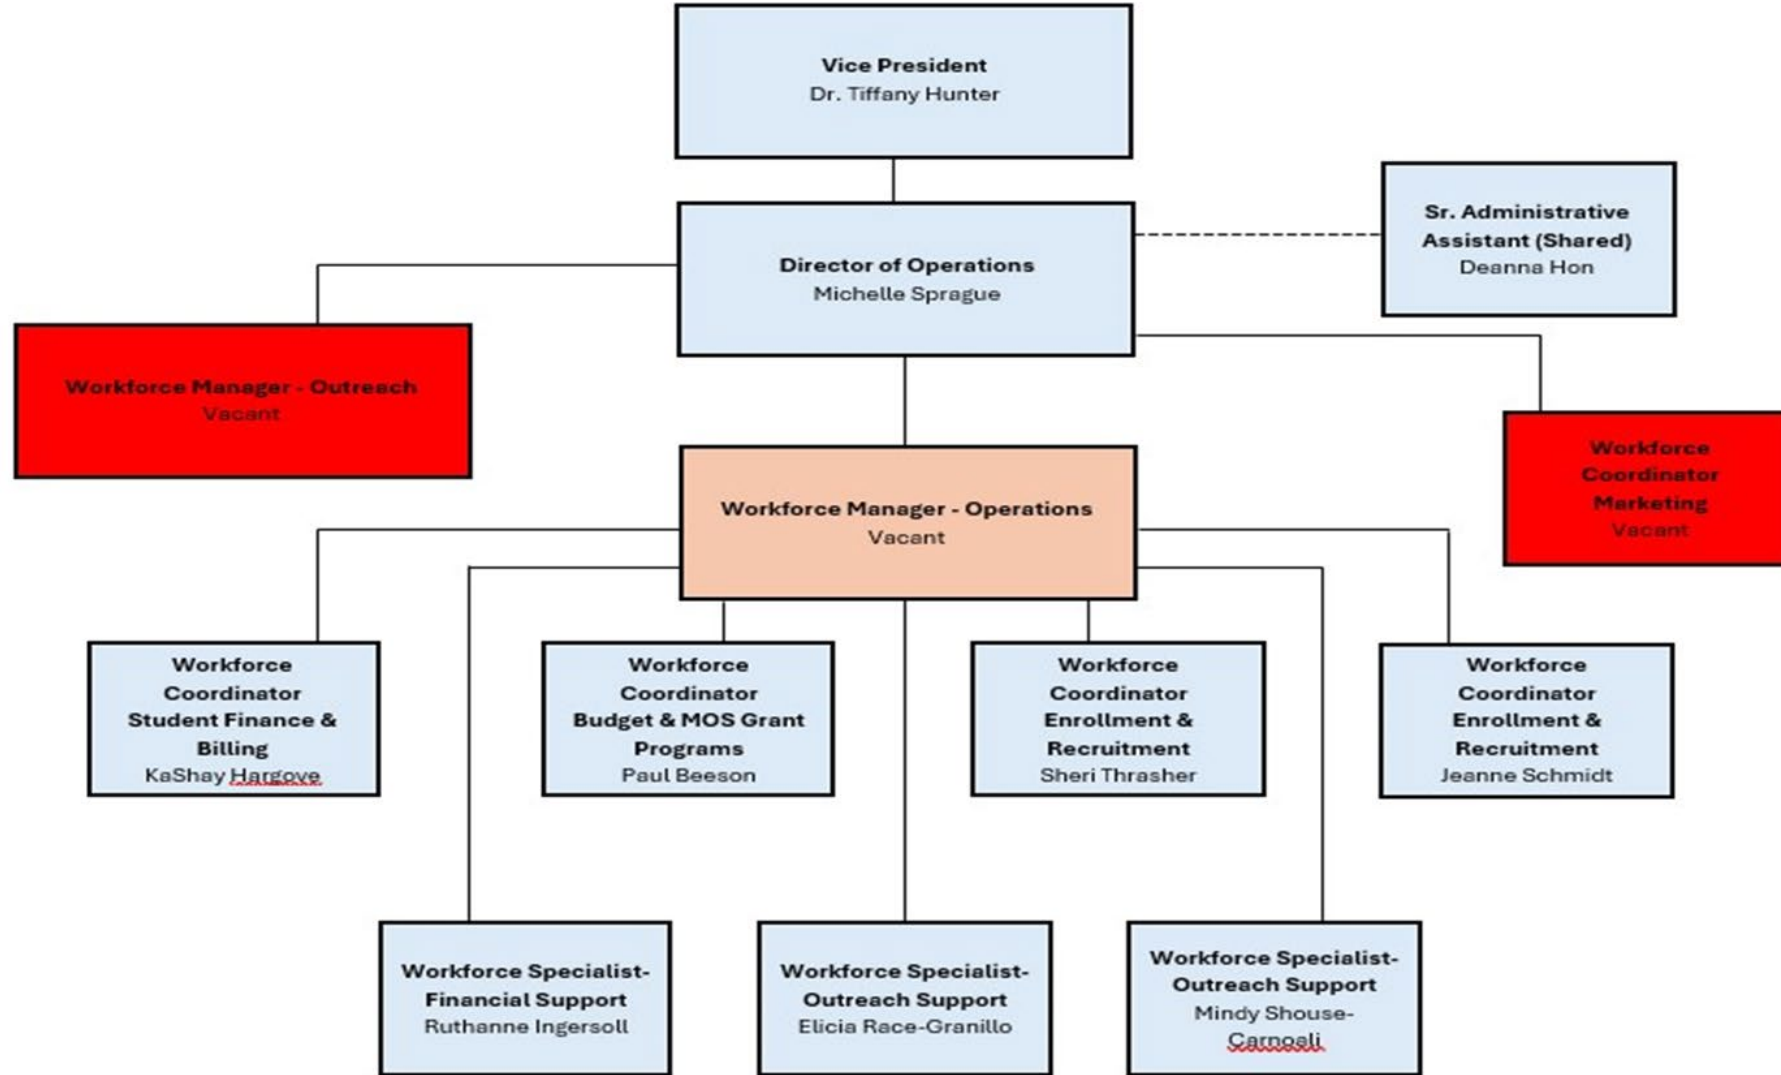 Vice President
Dr. Tiffany Hunter
Sr. Administrative
Assistant (Shared)
Deanna Hon
Director of Operations
Michelle Sprague
Workforce Manager - Outreach
Vacant
Workforce
Coordinator
Marketing
Vacant
Workforce Manager - Operations
Vacant
Workforce
Coordinator
Student Finance &
Billing
KaShay Hargove
Workforce
Coordinator
Budget & MOS Grant
Programs
Paul Beeson
Workforce
Coordinator
Enrollment &
Recruitment
Sheri Thrasher
Workforce
Coordinator
Enrollment &
Recruitment
Jeanne Schmidt
Workforce Specialist-
Financial Support
Ruthanne Ingersoll
Workforce Specialist-
Outreach Support
Elicia Race-Granillo
Workforce Specialist-
Outreach Support
Mindy Shouse-
Carnoali